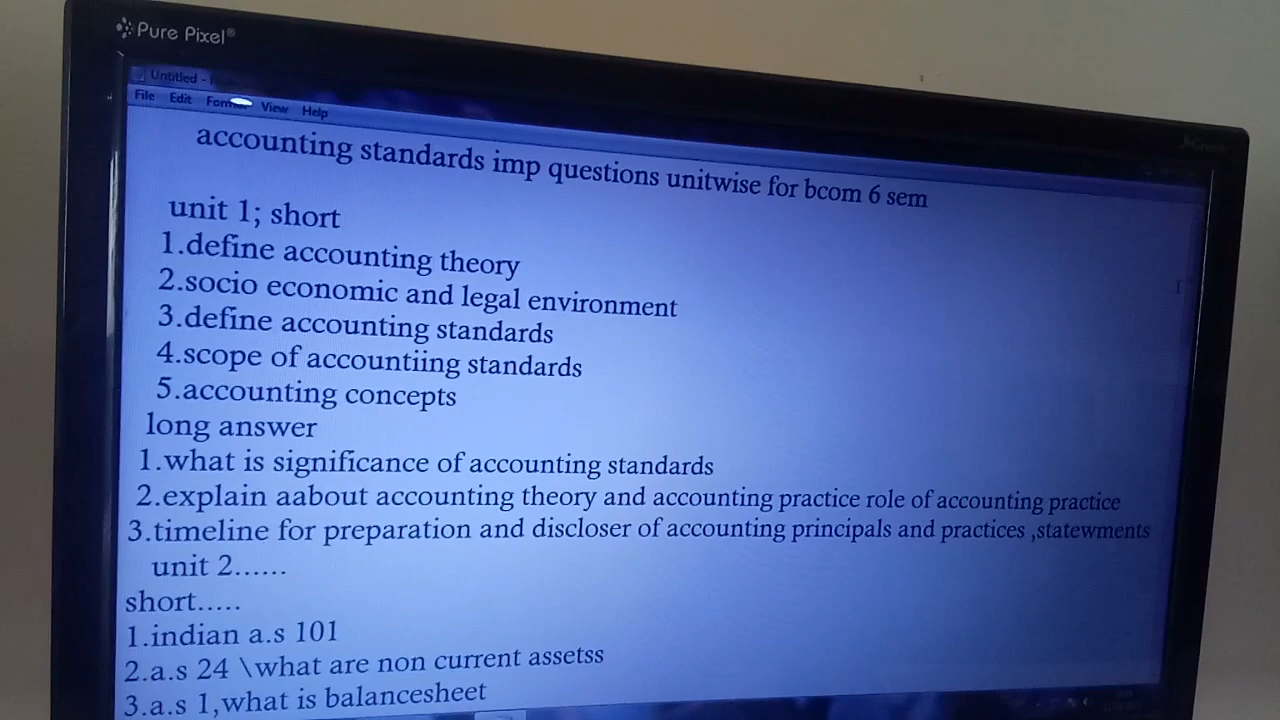 Pure Pixel®
Untitled -
File Edit Format View Help
accounting standards imp questions unitwise for bcom 6 sem
unit 1; short
1.define accounting theory
2.socio economic and legal environment
3.define accounting standards
4.scope of accountiing standards
5.accounting concepts
long answer
1.what is significance of accounting standards
2.explain aabout accounting theory and accounting practice role of accounting practice
3.timeline for preparation and discloser of accounting principals and practices ,statewments
unit 2......
short.....
1.indian a.s 101
2.a.s 24 \what are non current assetss
3.a.s 1,what is balancesheet